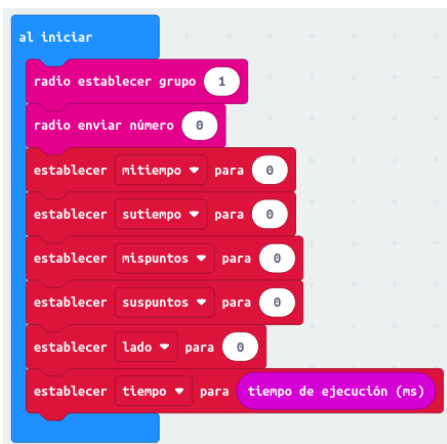 al iniciar
radio establecer grupo 1
radio enviar número 0
establecer mitiempo para 0
establecer sutiempo para 0
establecer mispuntos para 0
establecer suspuntos para 0
establecer lado para 0
establecer tiempo para tiempo de ejecución (ms)